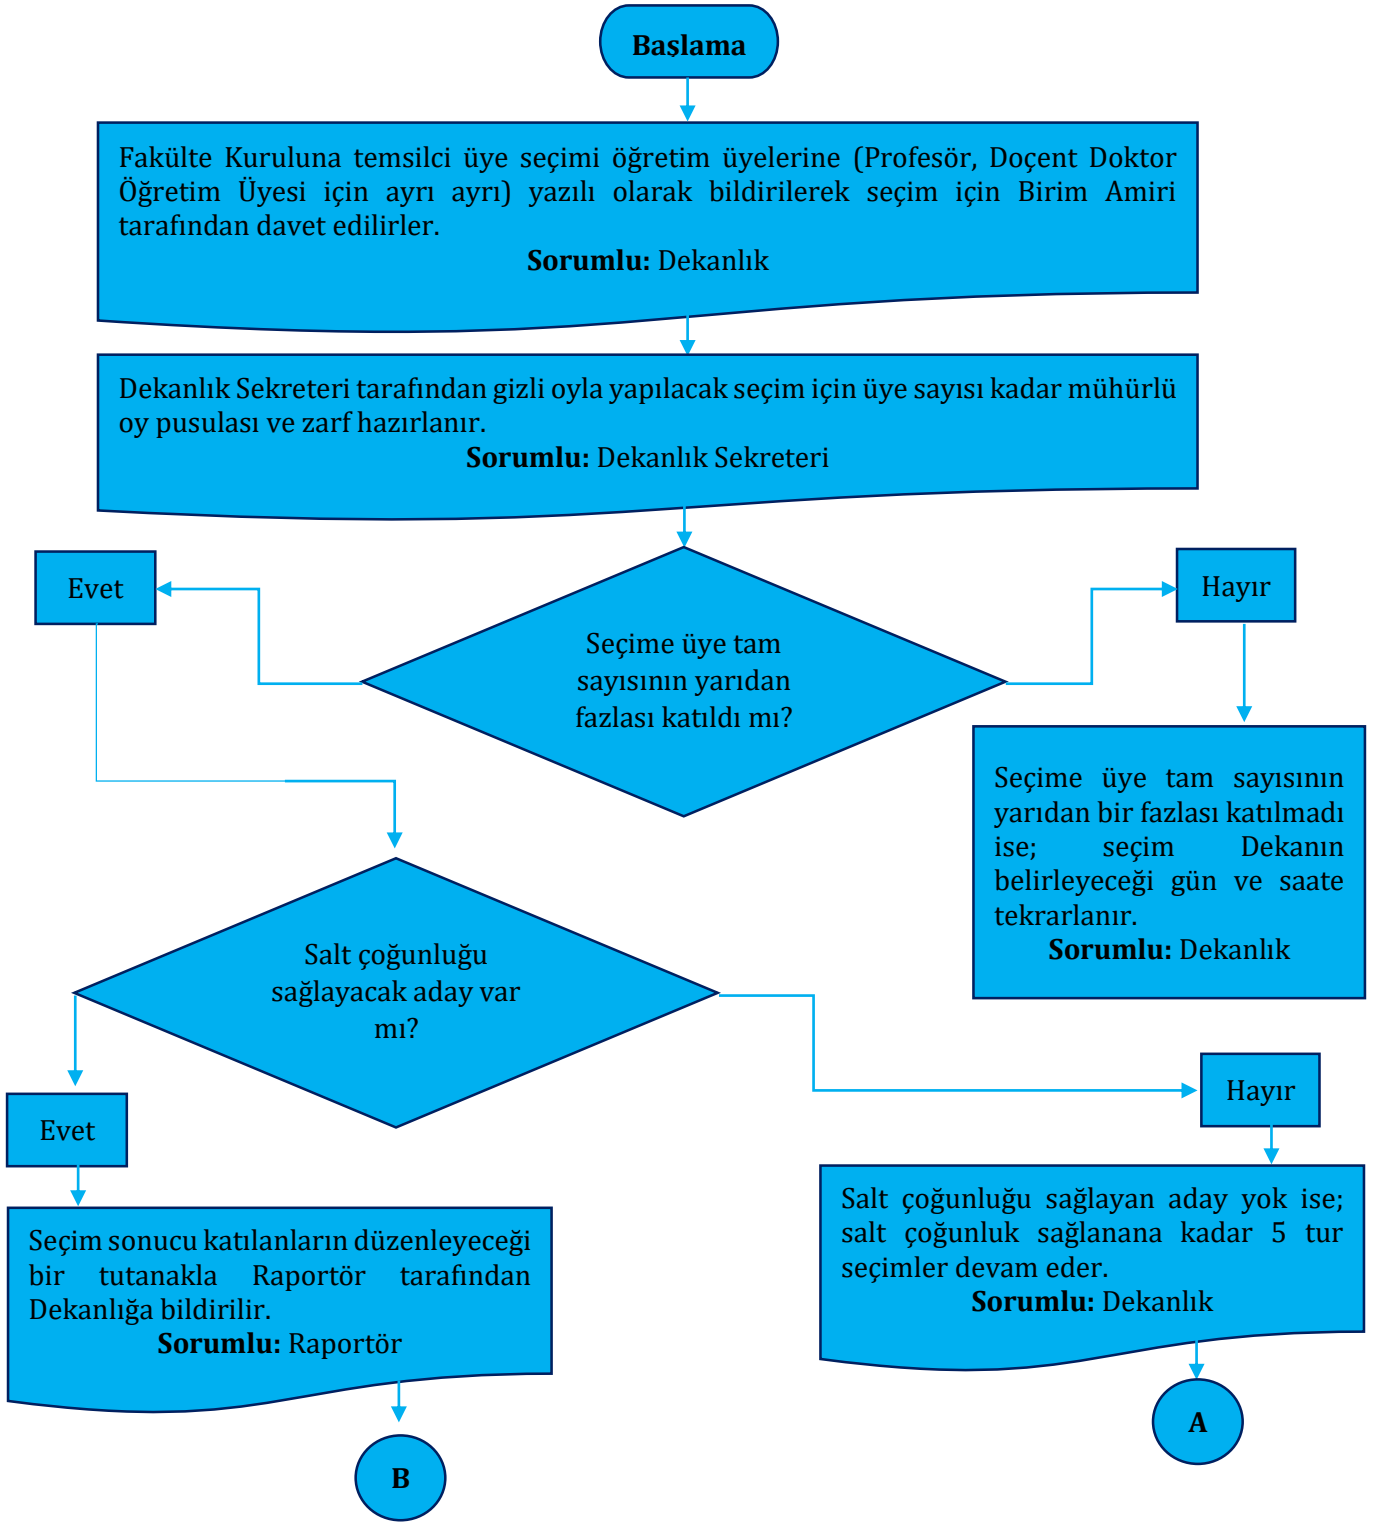 Başlama
Fakülte Kuruluna temsilci üye seçimi öğretim üyelerine (Profesör, Doçent Doktor
Öğretim Üyesi için ayrı ayrı) yazılı olarak bildirilerek seçim için Birim Amiri
tarafından davet edilirler.
Sorumlu: Dekanlık
Dekanlık Sekreteri tarafından gizli oyla yapılacak seçim için üye sayısı kadar mühürlü
oy pusulası ve zarf hazırlanır.
Sorumlu: Dekanlık Sekreteri
Evet
Hayır
Seçime üye tam
sayısının yarıdan
fazlası katıldı mı?
Seçime üye tam sayısının
yarıdan bir fazlası katılmadı
ise; seçim Dekanın
belirleyeceği gün ve saate
tekrarlanır.
Sorumlu: Dekanlık
Salt çoğunluğu
sağlayacak aday var
mı?
Evet
Hayır
Seçim sonucu katılanların düzenleyeceği
bir tutanakla Raportör tarafından
Dekanlığa bildirilir.
Sorumlu: Raportör
Salt çoğunluğu sağlayan aday yok ise;
salt çoğunluk sağlanana kadar 5 tur
seçimler devam eder.
Sorumlu: Dekanlık
A
B